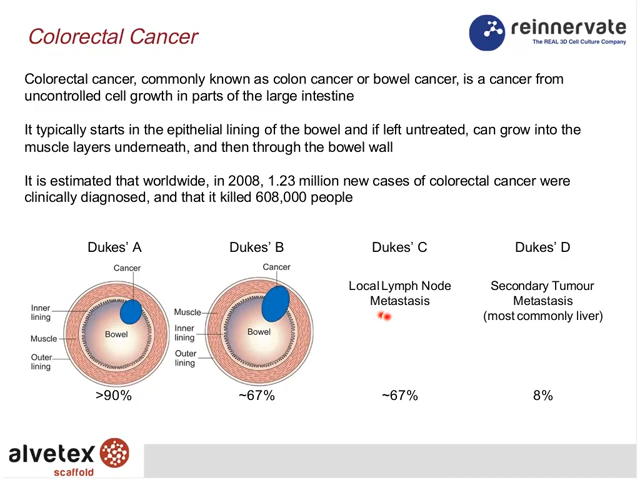 Colorectal Cancer
reinnervate
The REAL 3D Cell Culture Company
Colorectal cancer, commonly known as colon cancer or bowel cancer, is a cancer from
uncontrolled cell growth in parts of the large intestine
It typically starts in the epithelial lining of the bowel and if left untreated, can grow into the
muscle layers underneath, and then through the bowel wall
It is estimated that worldwide, in 2008, 1.23 million new cases of colorectal cancer were
clinically diagnosed, and that it killed 608,000 people
Dukes' A
Cancer
Inner
lining
Muscle
Outer
lining
Bowel
>90%
Dukes' B
Cancer
Muscle
Inner
lining
Outer
lining
Bowel
~67%
Dukes' C
Local Lymph Node
Metastasis
~67%
Dukes' D
Secondary Tumour
Metastasis
(most commonly liver)
8%
alvetex
scaffold